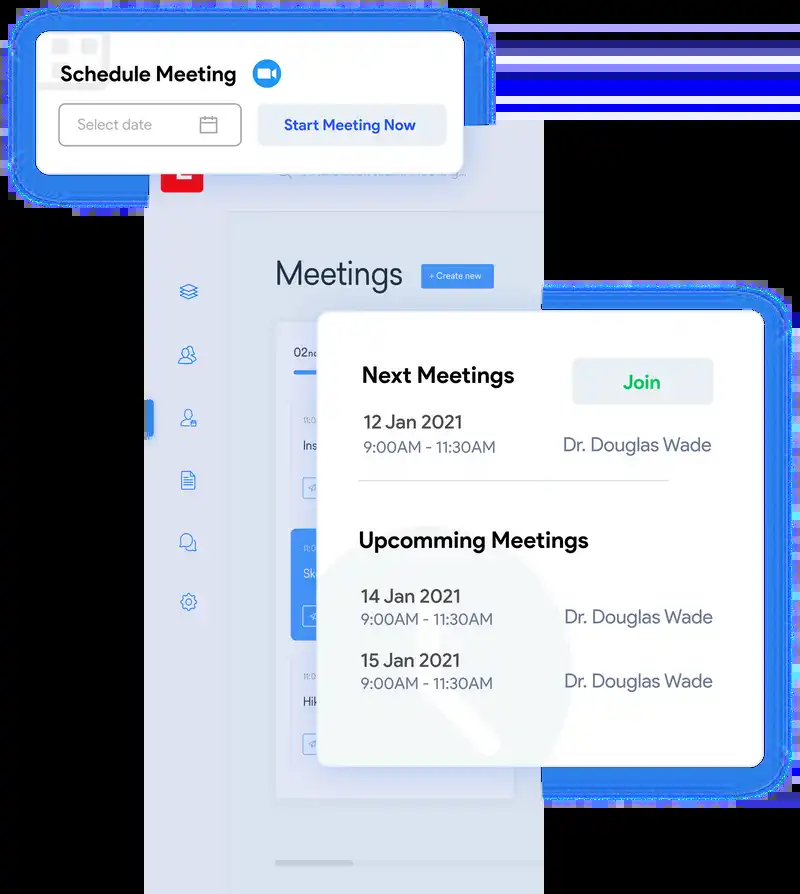 Schedule Meeting
Select date
Start Meeting Now
Meetings
+ Create new
02
Next Meetings
Join
12 Jan 2021
9:00AM - 11:30AM
Dr. Douglas Wade
Upcomming Meetings
14 Jan 2021
9:00AM - 11:30AM
Dr. Douglas Wade
15 Jan 2021
9:00AM - 11:30AM
Dr. Douglas Wade